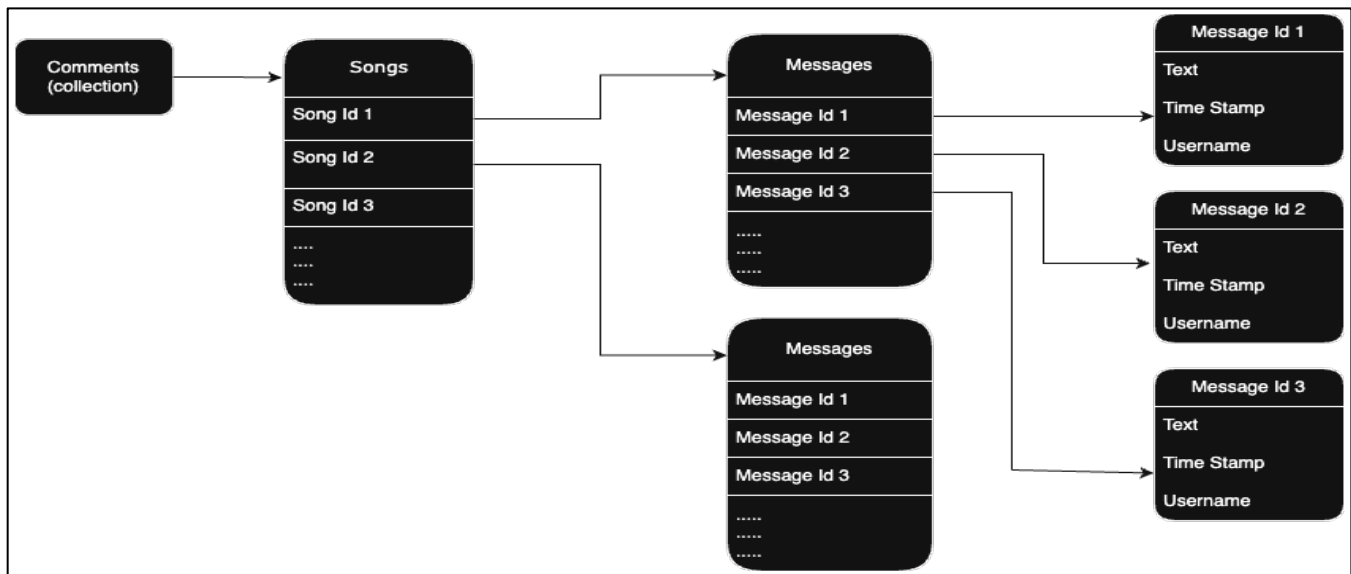 Comments
(collection)
Songs
Song Id 1
Song Id 2
Song Id 3
....
....
....
Messages
Message Id 1
Message Id 2
Message Id 3
.....
.....
.....
Messages
Message Id 1
Message Id 2
Message Id 3
.....
.....
.....
Message Id 1
Text
Time Stamp
Username
Message Id 2
Text
Time Stamp
Username
Message Id 3
Text
Time Stamp
Username